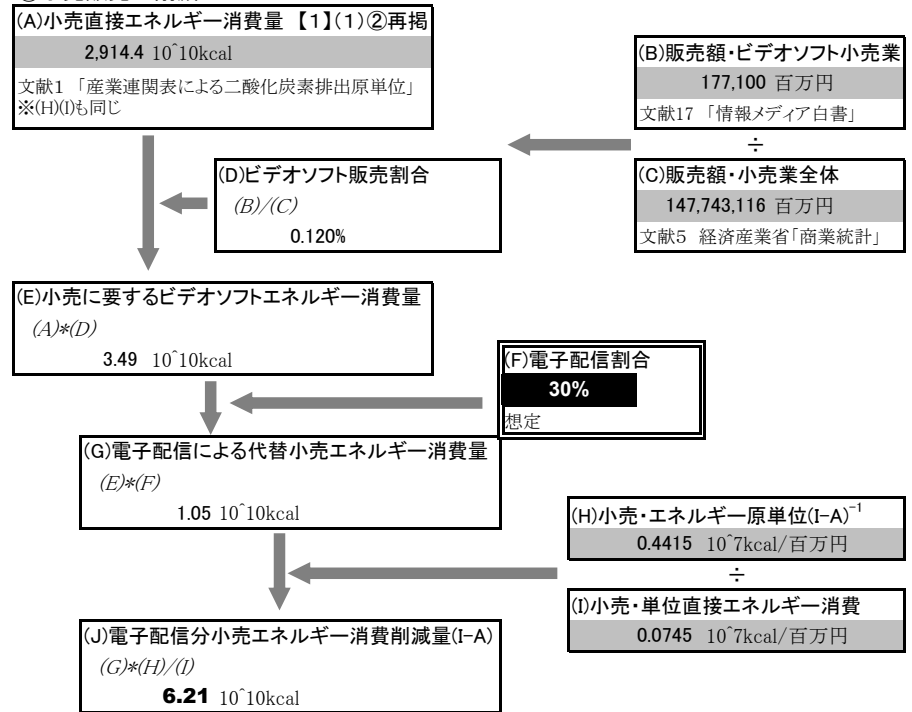 (A)小売直接エネルギー消費量 【1】(1)②再掲
2,914.4 10^10kcal
文献1 「産業連関表による二酸化炭素排出原単位」
※(H)(I)も同じ
(B)販売額・ビデオソフト小売業
177,100 百万円
文献17 「情報メディア白書」
÷
(C)販売額・小売業全体
147,743,116 百万円
文献5 経済産業省「商業統計」
(D)ビデオソフト販売割合
(B)/(C)
0.120%
(E)小売に要するビデオソフトエネルギー消費量
(A)*(D)
3.49 10^10kcal
(F)電子配信割合
30%
想定
(G)電子配信による代替小売エネルギー消費量
(E)*(F)
1.05 10^10kcal
(H)小売・エネルギー原単位(I-A)⁻¹
0.4415 10^7kcal/百万円
÷
(I)小売・単位直接エネルギー消費
0.0745 10^7kcal/百万円
(J)電子配信分小売エネルギー消費削減量(I-A)
(G)*(H)/(I)
6.21 10^10kcal